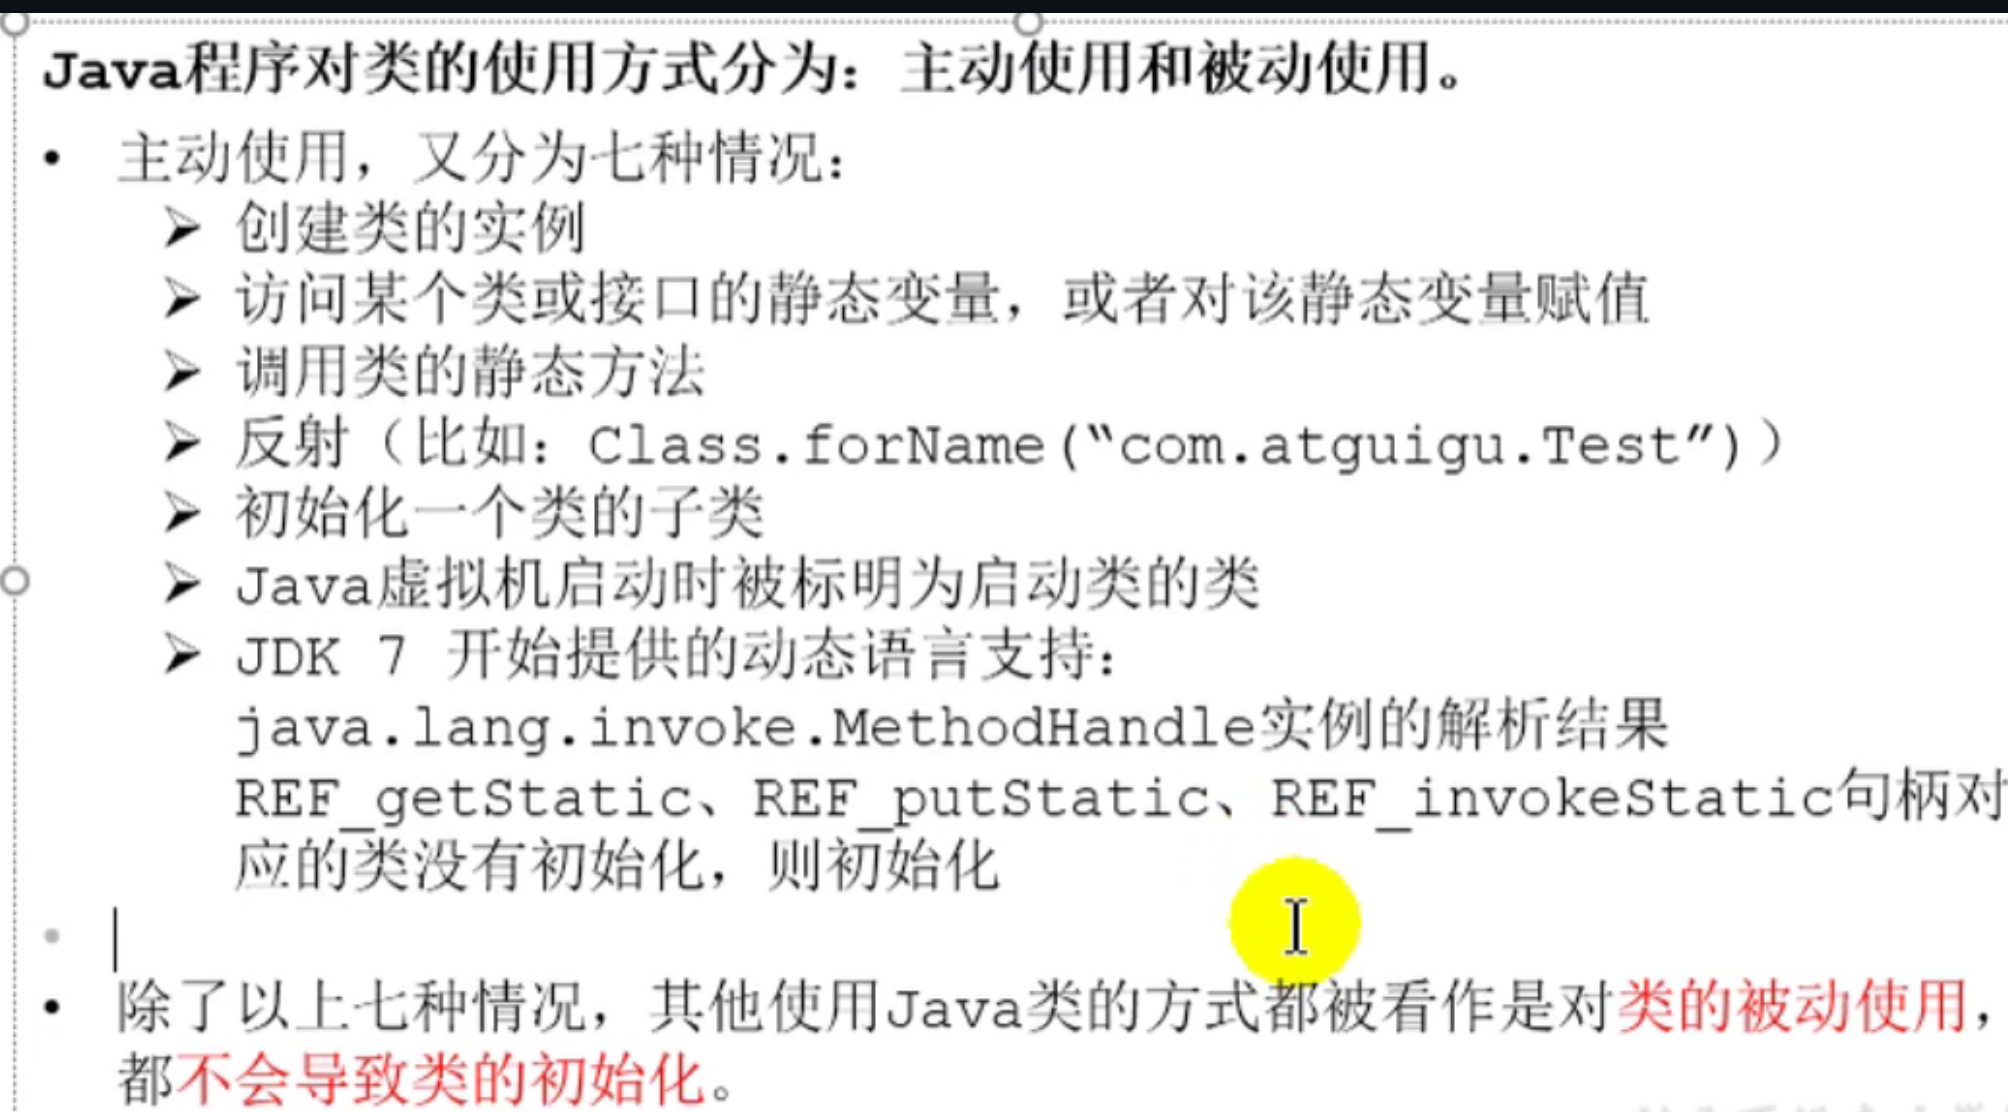 Java程序对类的使用方式分为：主动使用和被动使用。
• 主动使用，又分为七种情况：
➢ 创建类的实例
➢ 访问某个类或接口的静态变量，或者对该静态变量赋值
➢ 调用类的静态方法
➢ 反射（比如：Class.forName(“com.atguigu.Test”)）
➢ 初始化一个类的子类
➢ Java虚拟机启动时被标明为启动类的类
➢ JDK 7 开始提供的动态语言支持：
java.lang.invoke.MethodHandle实例的解析结果
REF_getStatic、REF_putStatic、REF_invokeStatic句柄对
应的类没有初始化，则初始化
•
• 除了以上七种情况，其他使用Java类的方式都被看作是对类的被动使用，
都不会导致类的初始化。